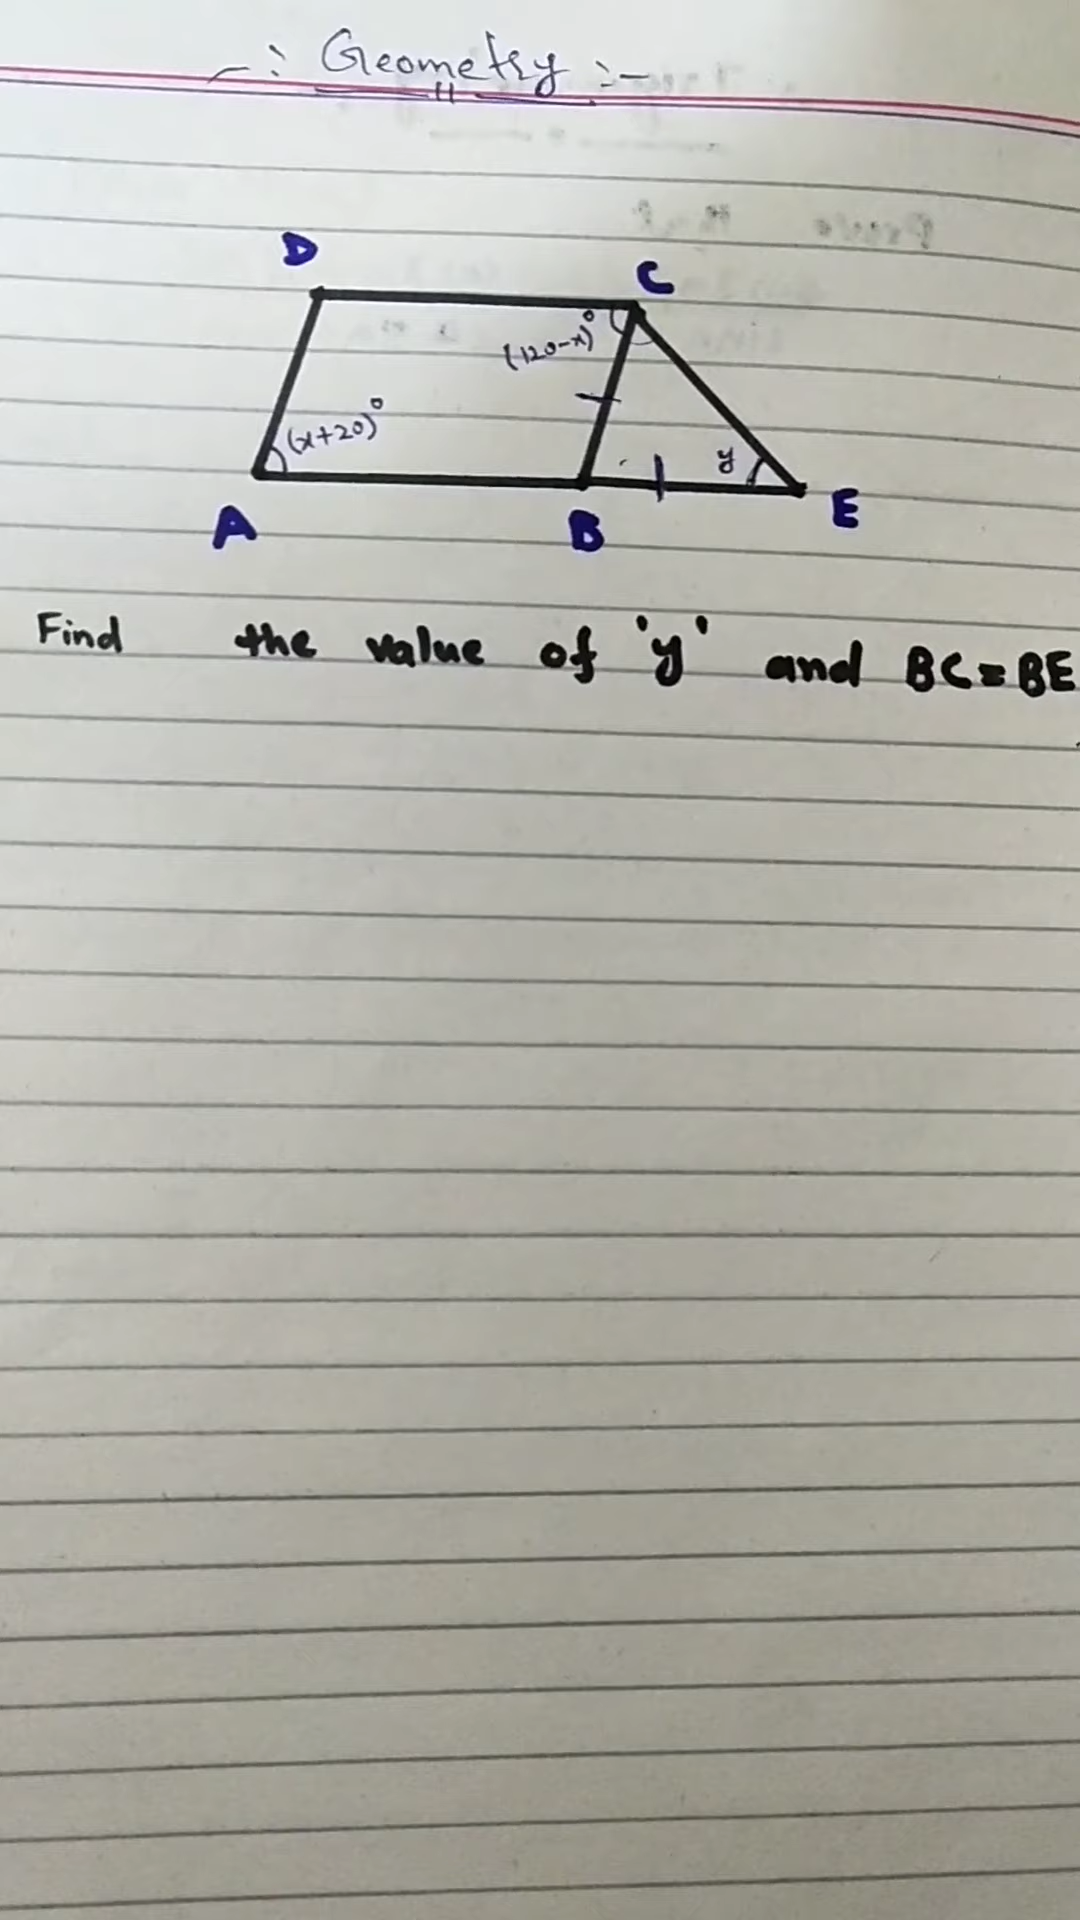 -: Geometry :-
D
C
(120-x)°
(x+20)°
y
A
B
E
Find the value of 'y' and BC=BE